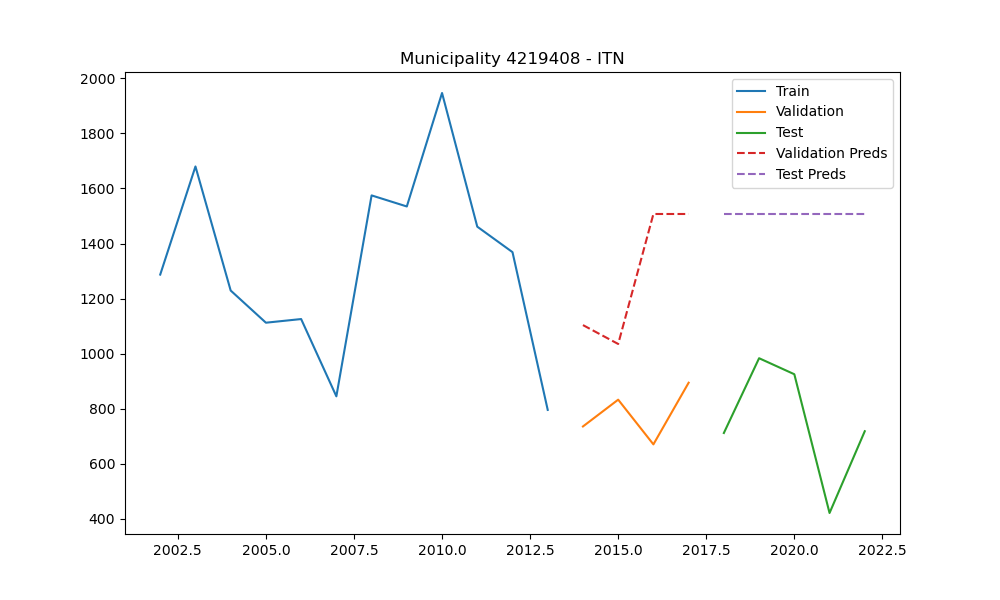 Municipality 4219408 - ITN
2000
1800
1600
1400
1200
1000
800
600
400
Train
Validation
Test
Validation Preds
Test Preds
2002.5 2005.0 2007.5 2010.0 2012.5 2015.0 2017.5 2020.0 2022.5